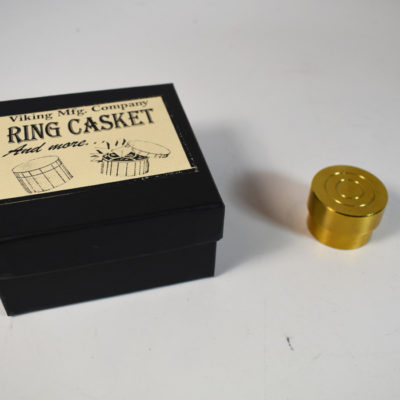 Viking Mfg. Company
RING CASKET
And more...